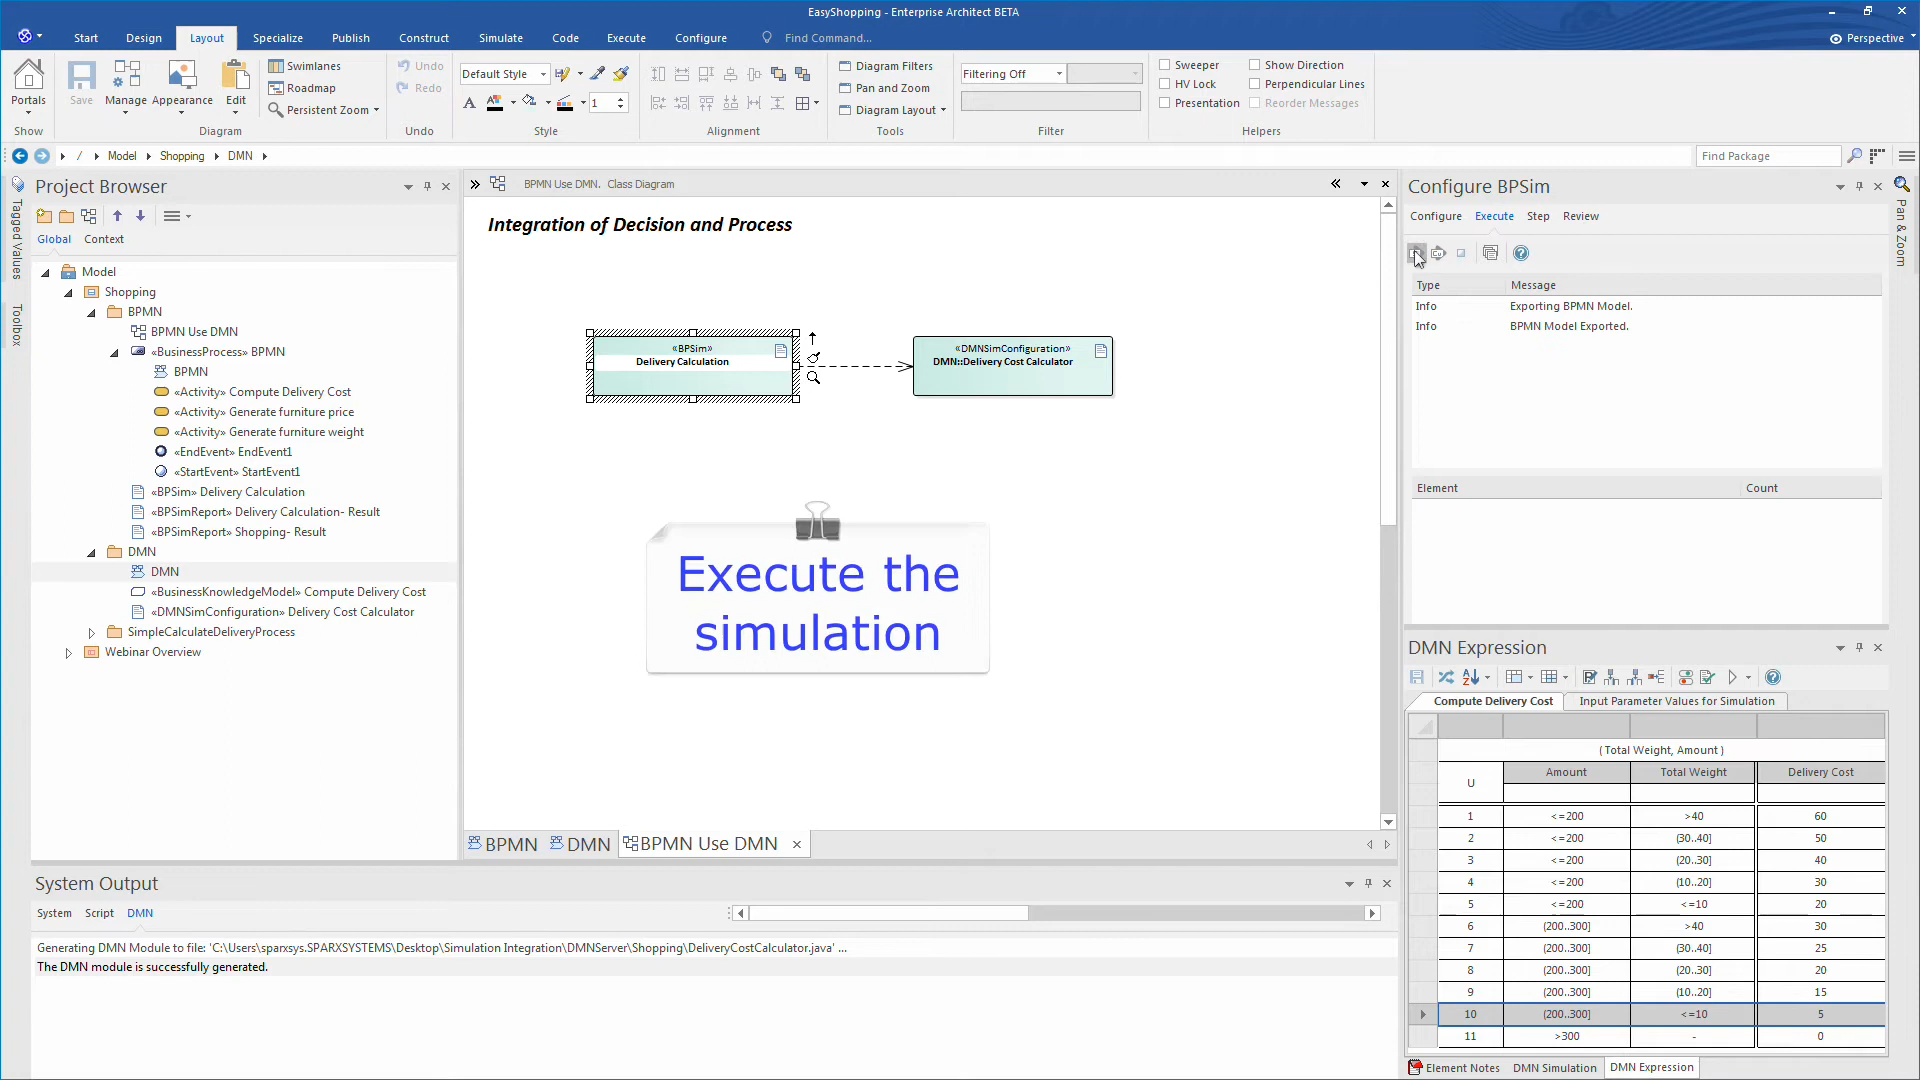 EasyShopping - Enterprise Architect BETA
Start Design Layout Specialize Publish Construct Simulate Code Execute Configure Find Command... Perspective
Portals Save Manage Appearance Edit Swimlanes Roadmap Persistent Zoom Undo Redo Default Style 1 Diagram Filters Pan and Zoom Diagram Layout Filtering Off Sweeper HV Lock Presentation Show Direction Perpendicular Lines Reorder Messages
Show Diagram Undo Style Alignment Tools Filter Helpers
/ Model Shopping DMN Find Package
Tagged Values
Toolbox
Project Browser
Global Context
Model
Shopping
BPMN
BPMN Use DMN
«BusinessProcess» BPMN
BPMN
«Activity» Compute Delivery Cost
«Activity» Generate furniture price
«Activity» Generate furniture weight
«EndEvent» EndEvent1
«StartEvent» StartEvent1
«BPSim» Delivery Calculation
«BPSimReport» Delivery Calculation- Result
«BPSimReport» Shopping- Result
DMN
DMN
«BusinessKnowledgeModel» Compute Delivery Cost
«DMNSimConfiguration» Delivery Cost Calculator
SimpleCalculateDeliveryProcess
Webinar Overview
BPMN Use DMN. Class Diagram
Integration of Decision and Process
«BPSim»
Delivery Calculation
«DMNSimConfiguration»
DMN::Delivery Cost Calculator
Execute the
simulation
BPMN DMN BPMN Use DMN
Configure BPSim
Configure Execute Step Review
Type Message
Info Exporting BPMN Model.
Info BPMN Model Exported.
Element Count
Pan & Zoom
DMN Expression
Compute Delivery Cost Input Parameter Values for Simulation
( Total Weight, Amount )
U Amount Total Weight Delivery Cost
1 <=200 >40 60
2 <=200 (30..40] 50
3 <=200 (20..30] 40
4 <=200 (10..20] 30
5 <=200 <=10 20
6 (200..300] >40 30
7 (200..300] (30..40] 25
8 (200..300] (20..30] 20
9 (200..300] (10..20] 15
10 (200..300] <=10 5
11 >300 - 0
Element Notes DMN Simulation DMN Expression
System Output
System Script DMN
Generating DMN Module to file: 'C:\Users\sparxsys.SPARXSYSTEMS\Desktop\Simulation Integration\DMNServer\Shopping\DeliveryCostCalculator.java' ...
The DMN module is successfully generated.